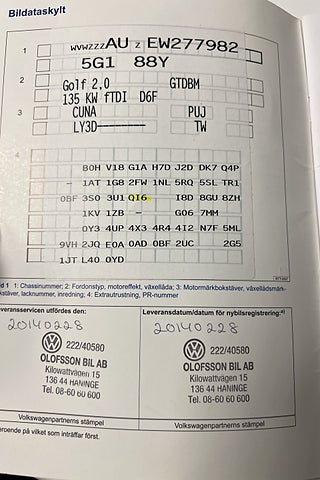 Bildataskylt
1
WVWZZZAU Z EW277982
5G1 88Y
2
Golf 2,0 GTDBM
135 KW fTDI D6F
3
CUNA PUJ
LY3D-------- TW
4
B0H V18 G1A H7D J2D DK7 Q4P
- 1AT 1G8 2FW 1NL 5RQ 5SL TR1
0BF 3S0 3U1 QI6 I8D 8GU 8ZH
1KV 1ZB - G06 7MM
0Y3 4UP 4X3 4R4 4I2 N7F 5ML
9VH 2JQ E0A 0AD 0BF 2UC 2G5
1JT L40 0YD
1: Chassinummer; 2: Fordonstyp, motoreffekt, växellåda; 3: Motormärkbokstäver, växellådsmärk-
kstäver, lacknummer, inredning; 4: Extrautrustning, PR-nummer
veransservicen utfördes den:
20140228
222/40580
OLOFSSON BIL AB
Kilowattvägen 15
136 44 HANINGE
Tel. 08-60 60 600
Volkswagenpartnerns stämpel
Leveransdatum/datum för nybilsregistrering:a)
20140228
222/40580
OLOFSSON BIL AB
Kilowattvägen 15
136 44 HANINGE
Tel. 08-60 60 600
Volkswagenpartnerns stämpel
eroende på vilket som inträffar först.